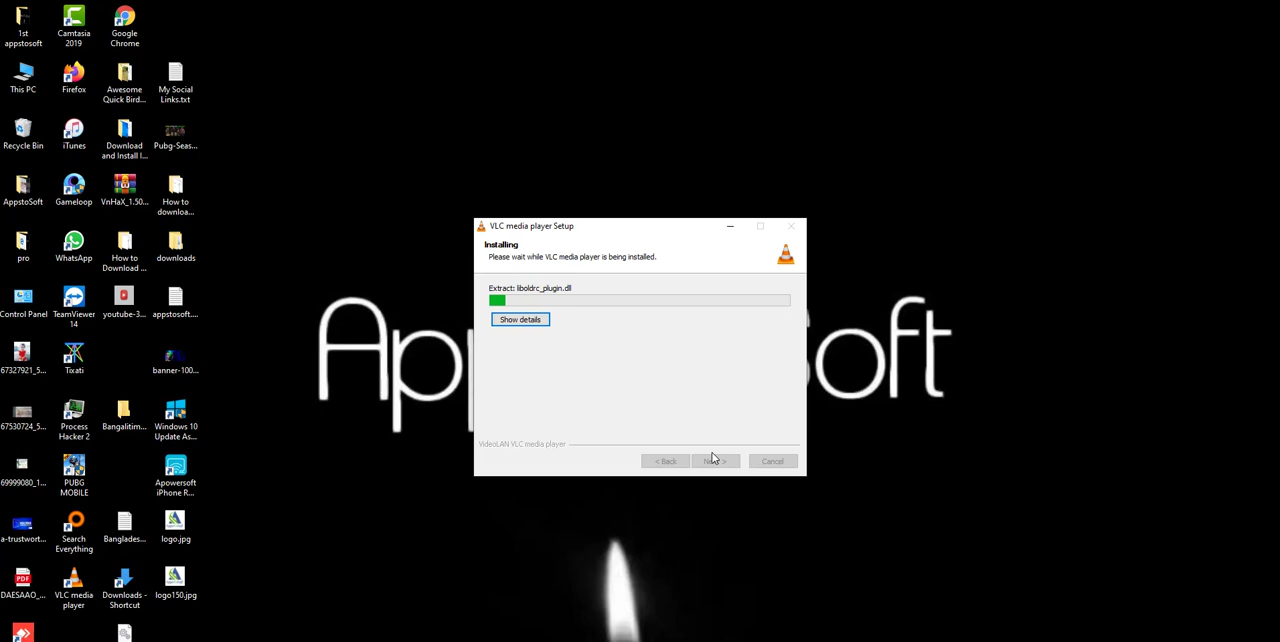 1st
appstosoft
Camtasia
2019
Google
Chrome
This PC
Firefox
Awesome
Quick Bird...
My Social
Links.txt
Recycle Bin
iTunes
Download
and Install I...
Pubg-Seas...
AppstoSoft
Gameloop
VnHaX_1.50...
How to
downloa...
pro
WhatsApp
How to
Download ...
downloads
Control Panel
TeamViewer
14
youtube-3...
appstosoft....
67327921_5...
Tixati
banner-100...
67530724_5...
Process
Hacker 2
Bangalitim...
Windows 10
Update As...
69999080_1...
PUBG
MOBILE
Apowersoft
iPhone R...
a-trustwort...
Search
Everything
Banglades...
logo.jpg
DAESAAO_...
VLC media
player
Downloads -
Shortcut
logo150.jpg
VLC media player Setup
Installing
Please wait while VLC media player is being installed.
Extract: liboldrc_plugin.dll
Show details
VideoLAN VLC media player
< Back
Cancel